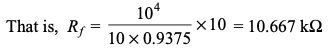 That is, R_f = 10^4 / (10 × 0.9375) × 10 = 10.667 kΩ